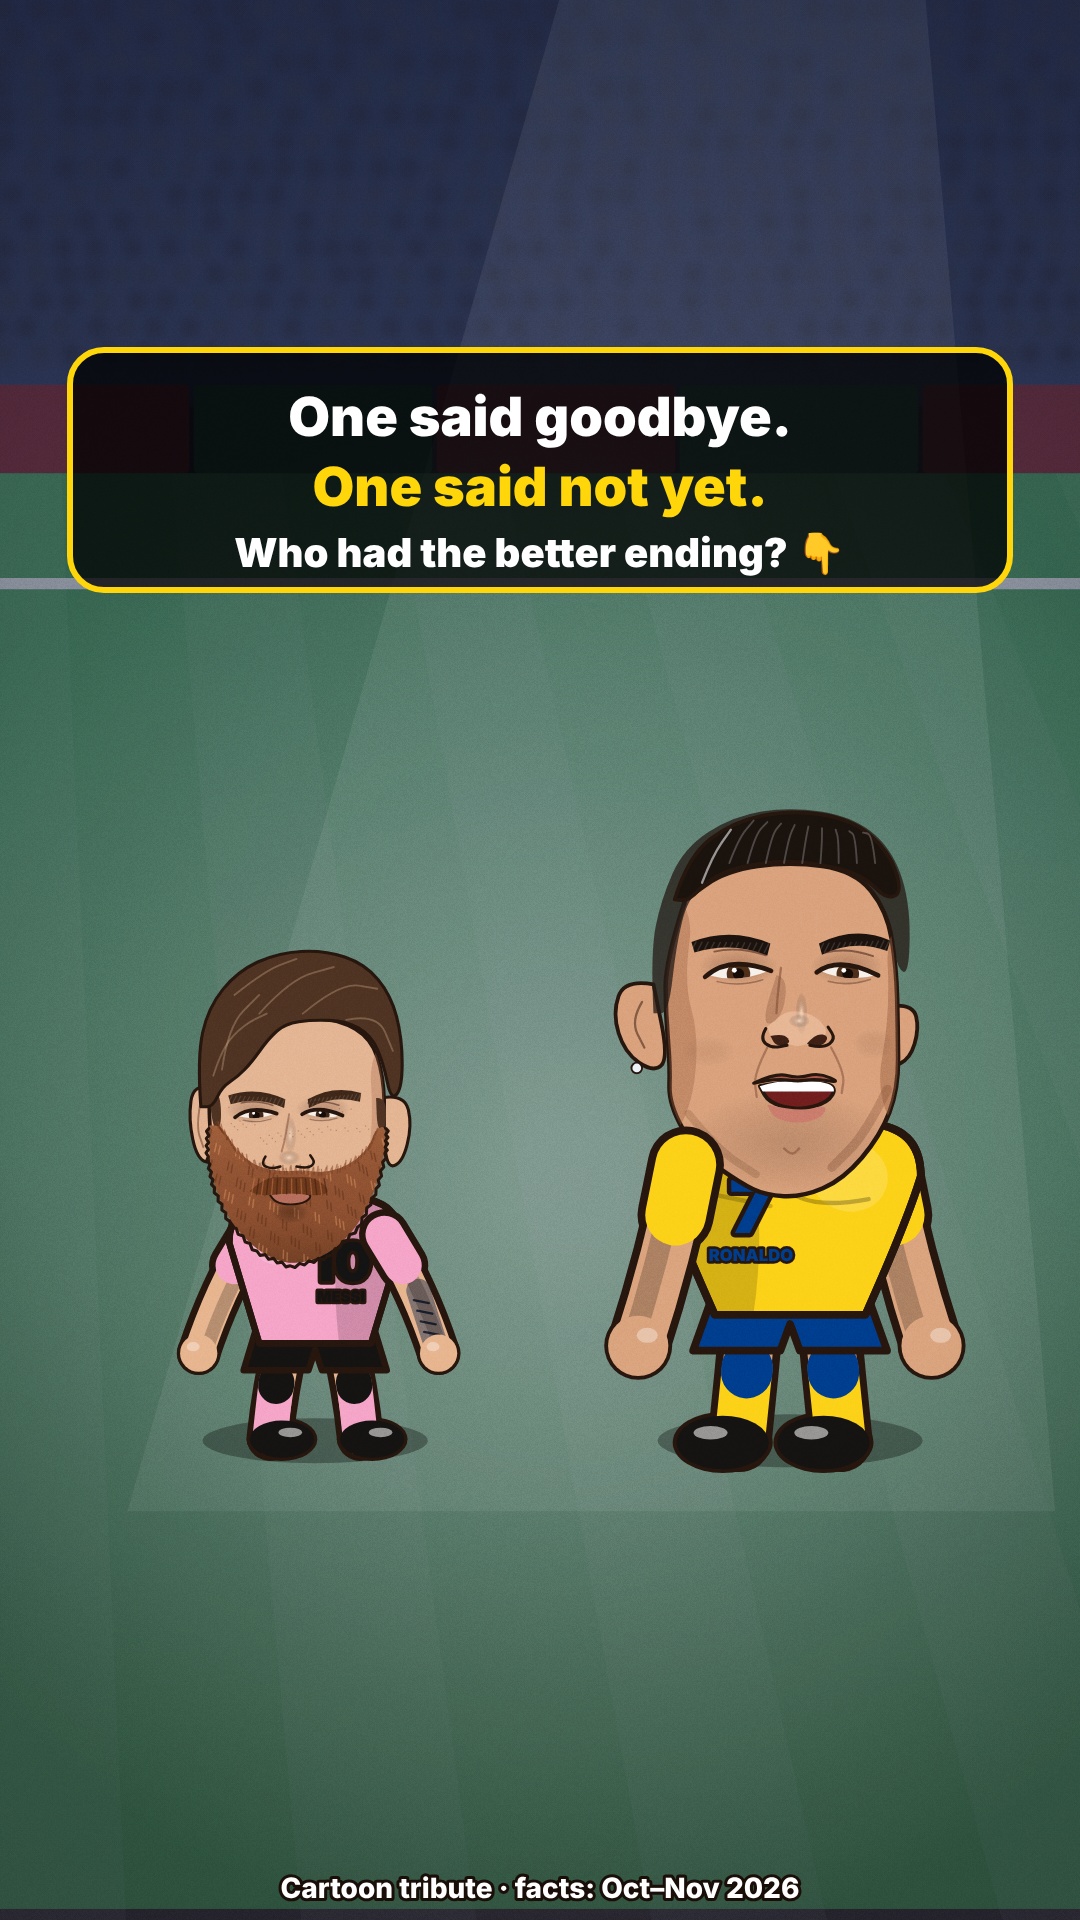 One said goodbye.
One said not yet.
Who had the better ending? 👇
10
MESSI
7
RONALDO
Cartoon tribute · facts: Oct–Nov 2026